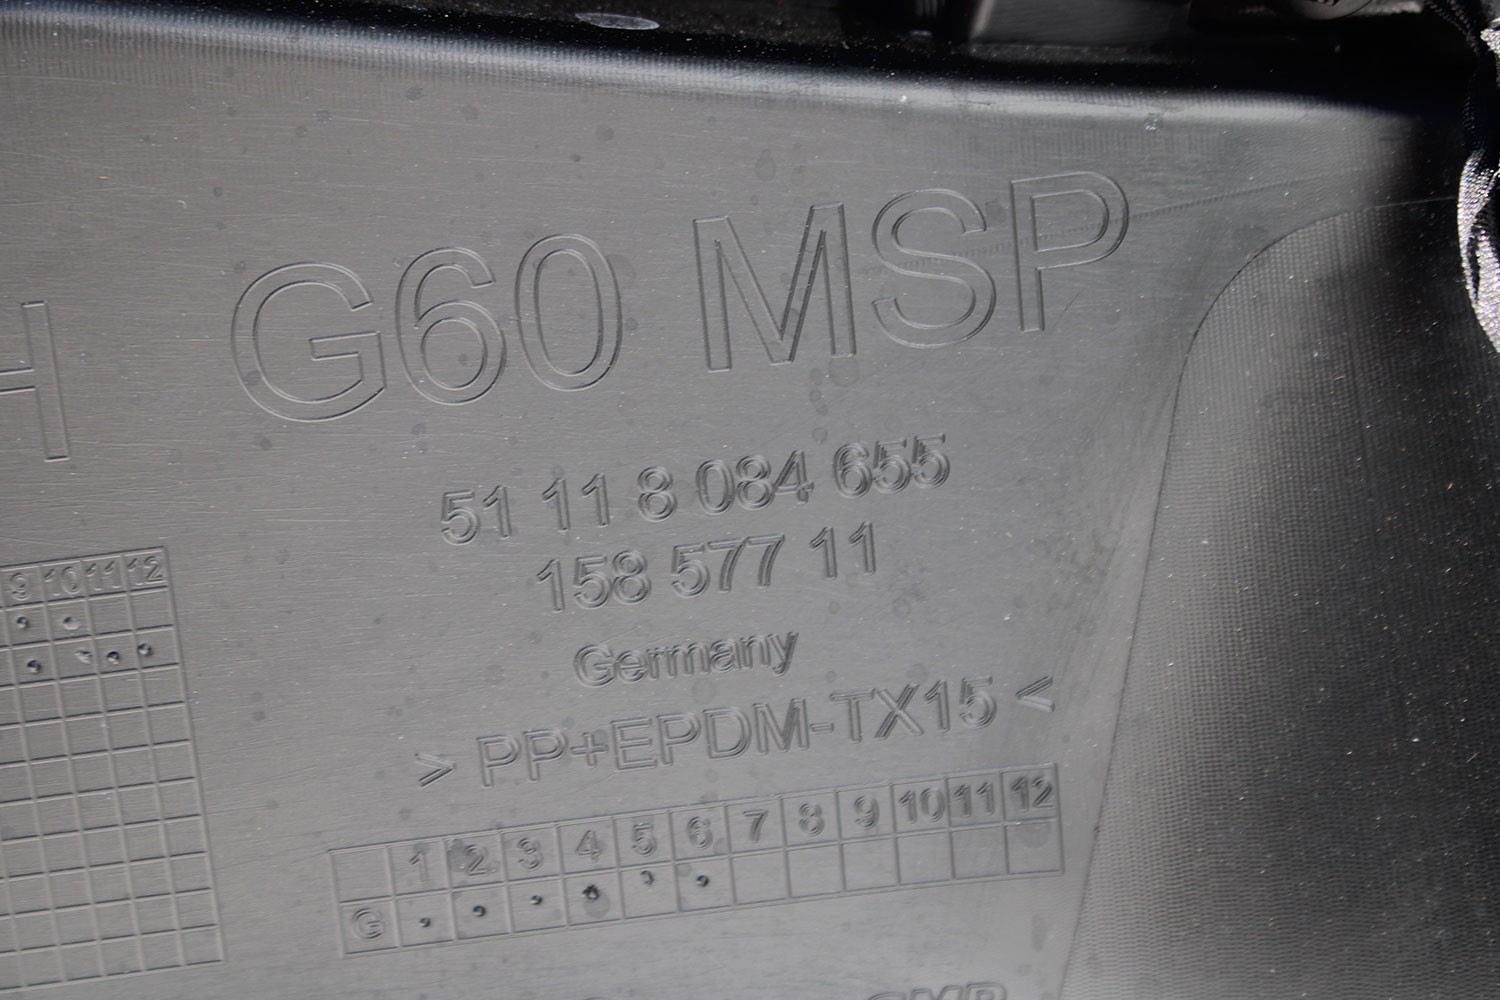 H
G60 MSP
51 11 8 084 655
158 577 11
Germany
> PP+EPDM-TX15 <
9 10 11 12
1 2 3 4 5 6 7 8 9 10 11 12
G